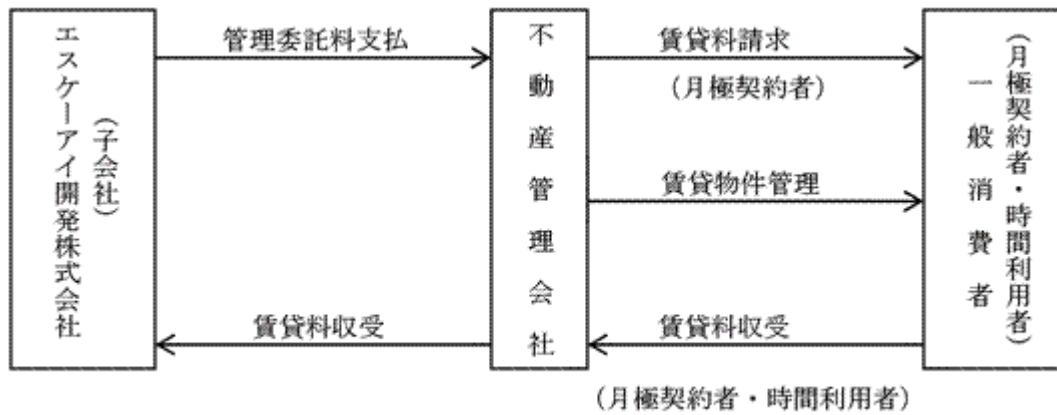 エスケーアイ開発株式会社
（子会社）
管理委託料支払
賃貸料収受
不動産管理会社
賃貸料請求
（月極契約者）
賃貸物件管理
賃貸料収受
（月極契約者・時間利用者）
（月極契約者・時間利用者）
一般消費者